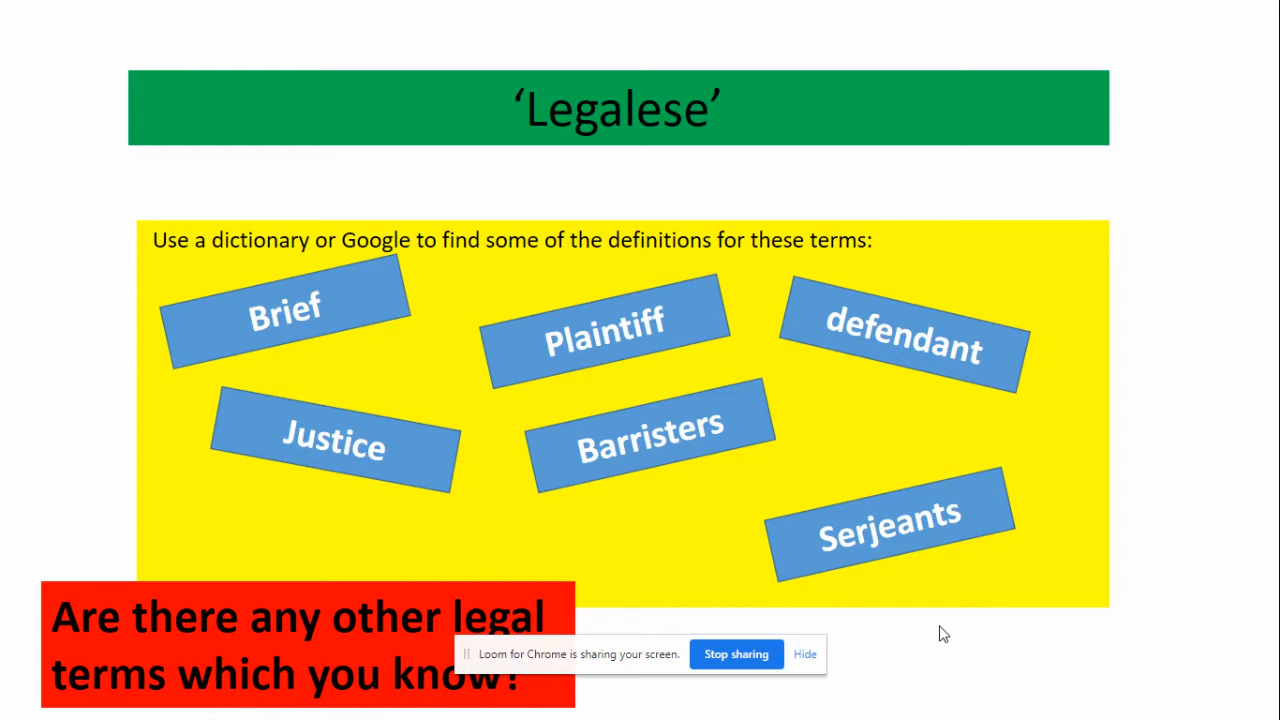 ‘Legalese’
Use a dictionary or Google to find some of the definitions for these terms:
Brief
Plaintiff
defendant
Justice
Barristers
Serjeants
Are there any other legal
terms which you know?
Loom for Chrome is sharing your screen.
Stop sharing
Hide